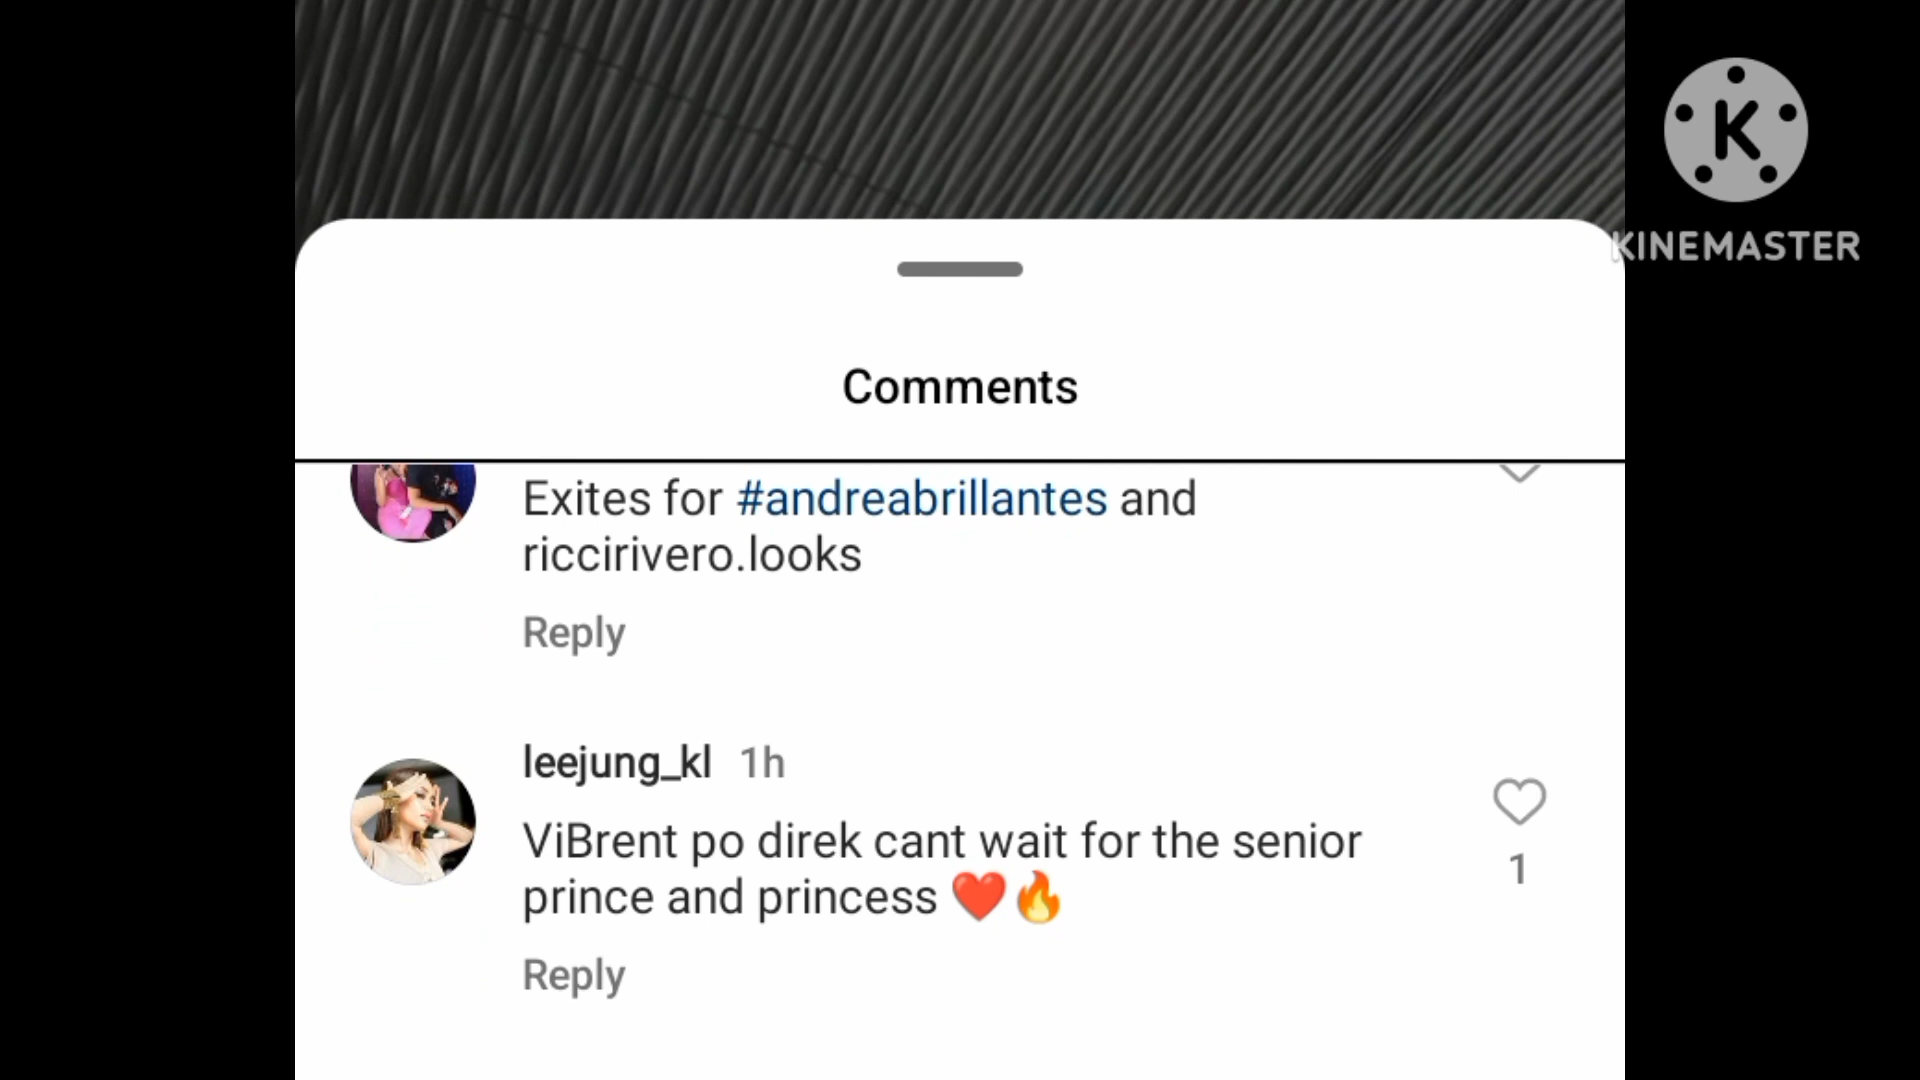 K
KINEMASTER
Comments
Exites for #andreabrillantes and
riccirivero.looks
Reply
leejung_kl 1h
ViBrent po direk cant wait for the senior
prince and princess ❤️🔥
1
Reply